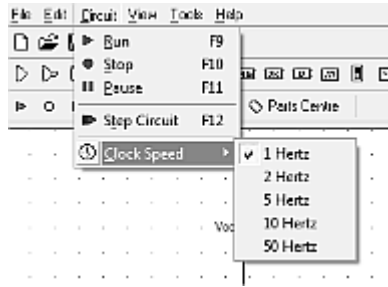 File Edit Circuit View Tools Help
Run F9
Stop F10
Pause F11
Parts Centre
Step Circuit F12
Clock Speed
1 Hertz
2 Hertz
5 Hertz
10 Hertz
50 Hertz